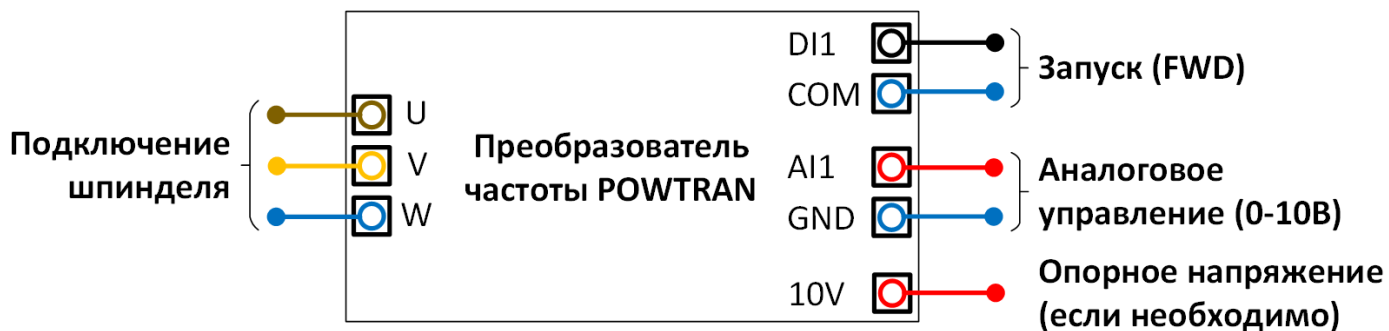 Подключение
шпинделя
U
V
W
Преобразователь
частоты POWTRAN
DI1
COM
AI1
GND
10V
Запуск (FWD)
Аналоговое
управление (0-10В)
Опорное напряжение
(если необходимо)